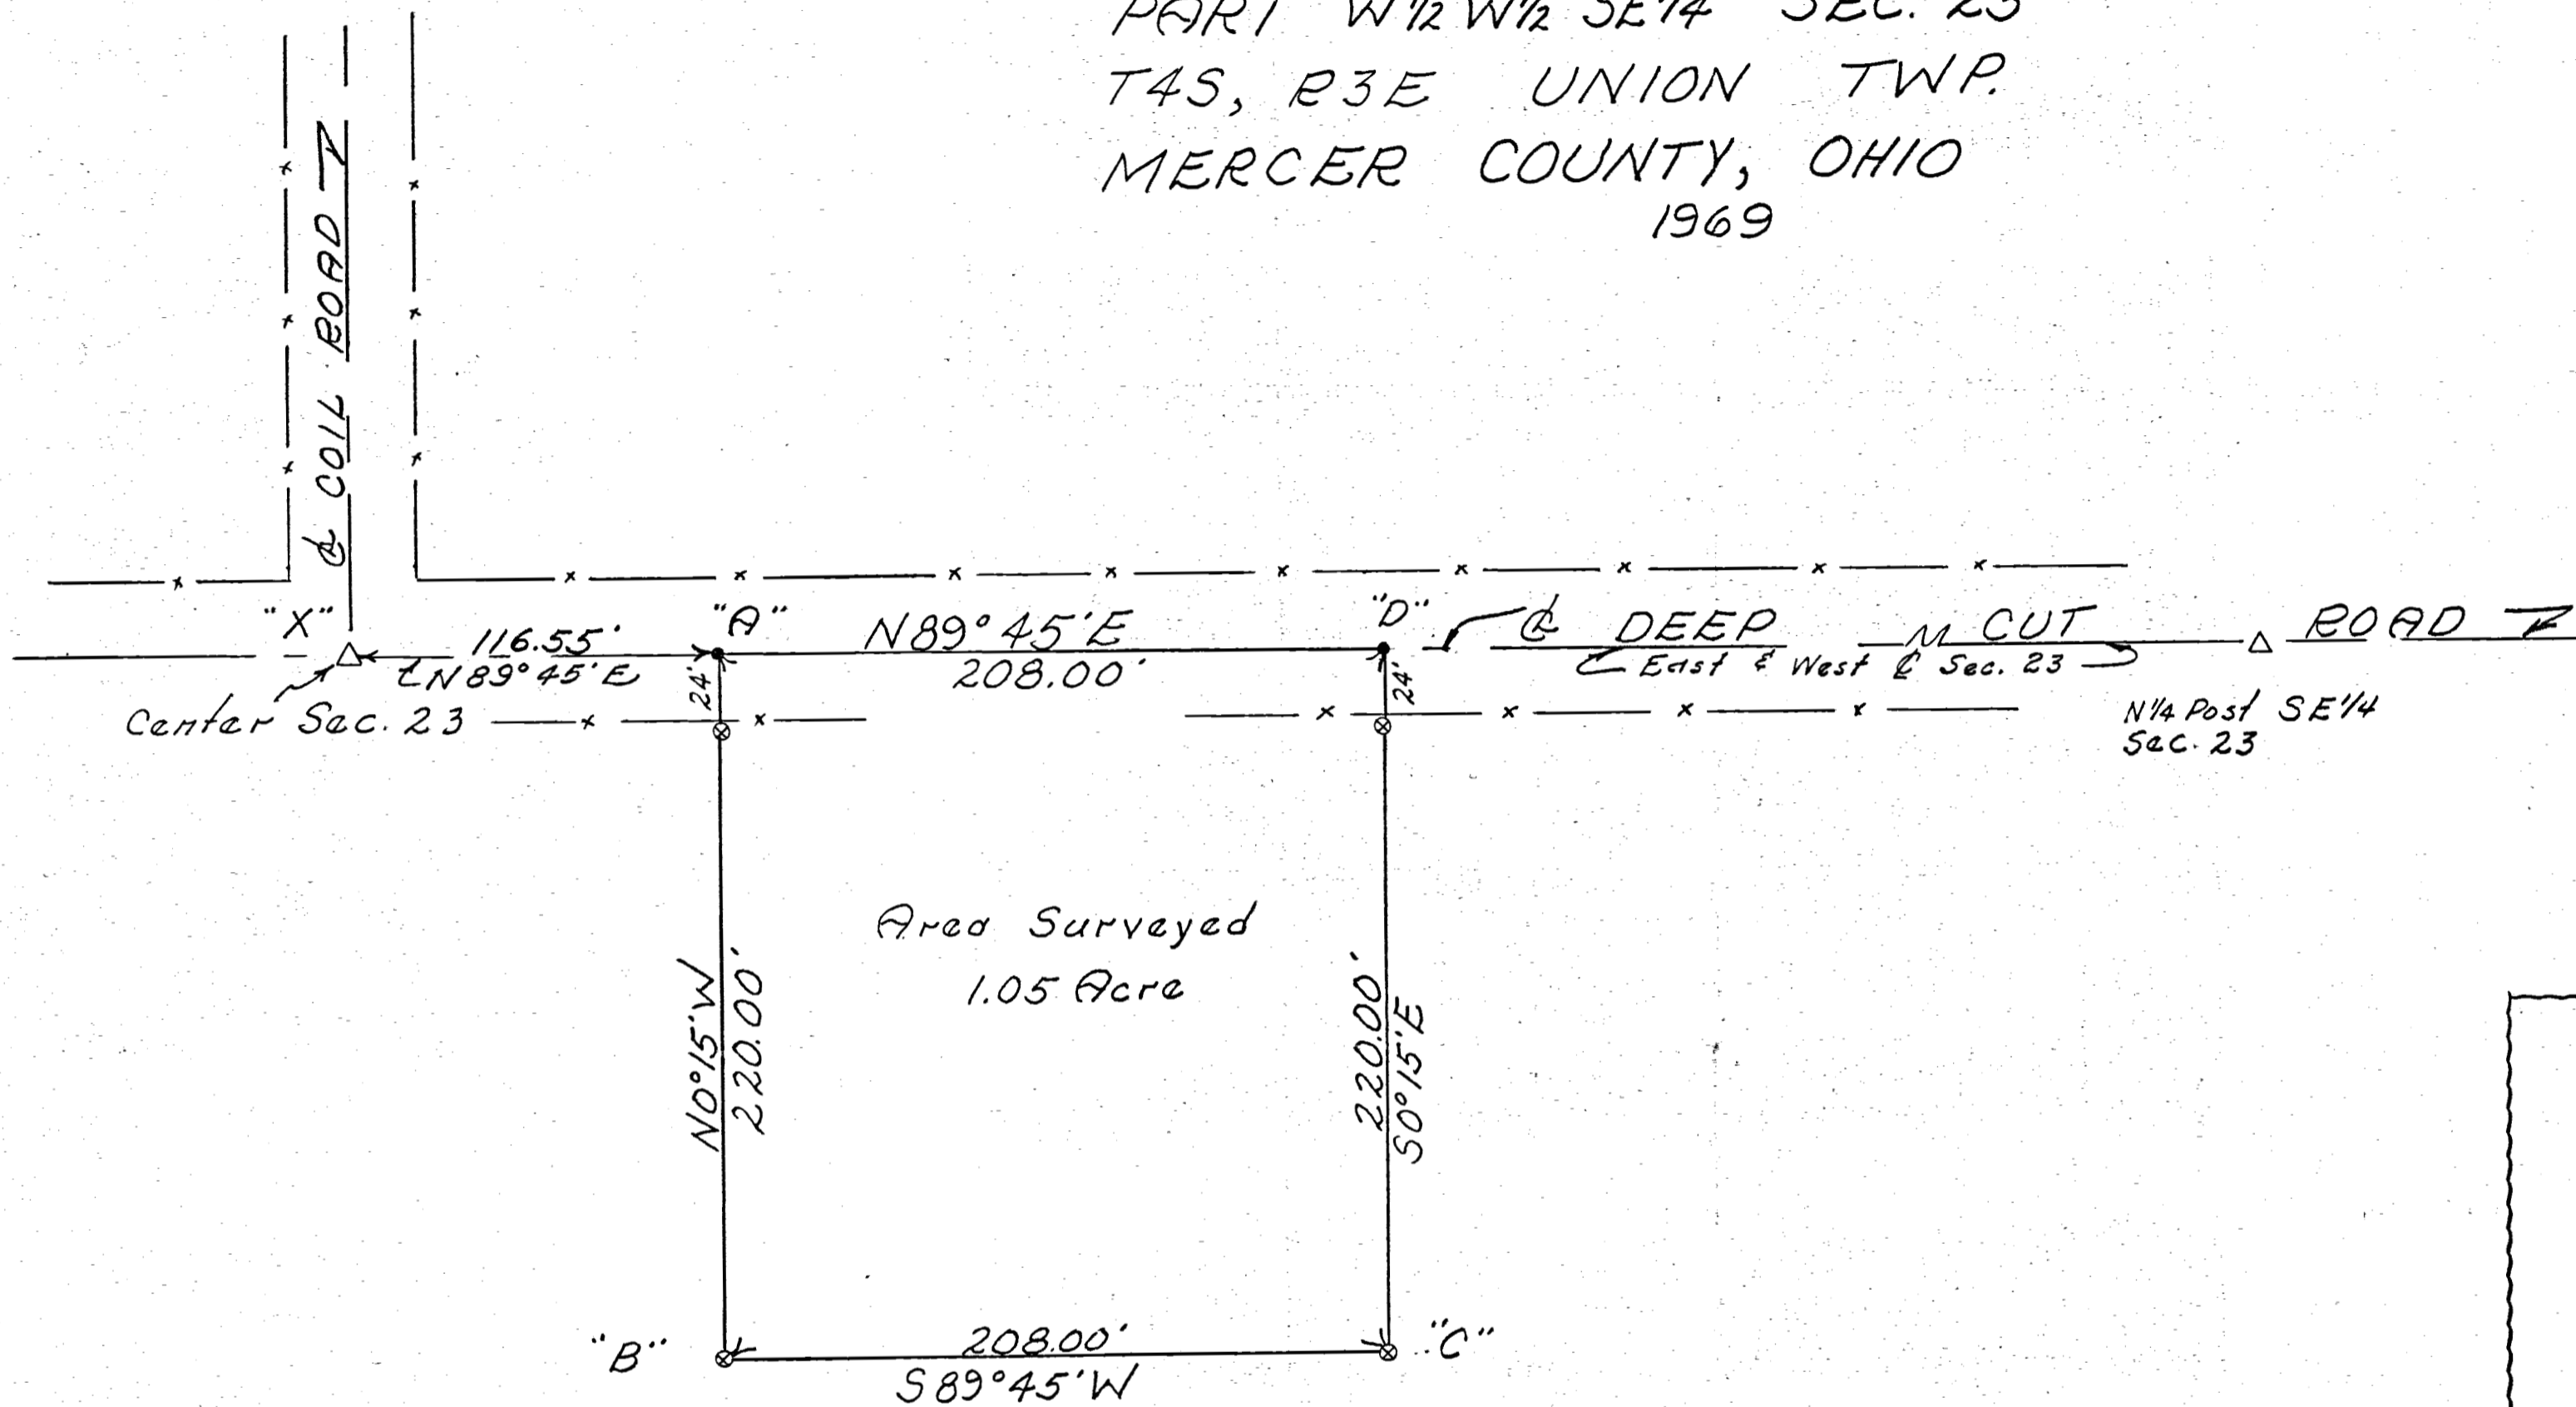 PART W½ W½ SE¼ SEC. 23
T4S, R3E UNION TWP.
MERCER COUNTY, OHIO
1969
℄ COIL ROAD
"X"
116.55'
N89°45'E
"A"
N89°45'E
208.00'
"D"
℄ DEEP CUT ROAD
East & West ℄ Sec. 23
24'
24'
Center Sec. 23
N¼ Post SE¼
Sec. 23
Area Surveyed
1.05 Acre
N0°15'W
220.00'
220.00'
S0°15'E
"B"
208.00'
S89°45'W
"C"